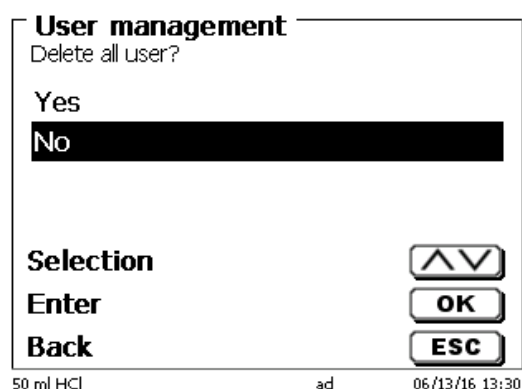 User management
Delete all user?
Yes
No
Selection
Enter OK
Back ESC
50 ml HCl ad 06/13/16 13:30